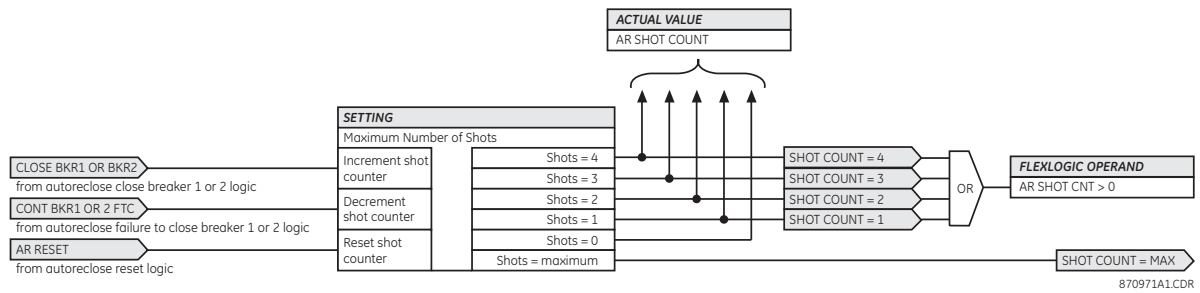 ACTUAL VALUE
AR SHOT COUNT
SETTING
Maximum Number of Shots
CLOSE BKR1 OR BKR2
from autoreclose close breaker 1 or 2 logic
CONT BKR1 OR 2 FTC
from autoreclose failure to close breaker 1 or 2 logic
AR RESET
from autoreclose reset logic
Increment shot
counter
Decrement
shot counter
Reset shot
counter
Shots = 4
Shots = 3
Shots = 2
Shots = 1
Shots = 0
Shots = maximum
SHOT COUNT = 4
SHOT COUNT = 3
SHOT COUNT = 2
SHOT COUNT = 1
OR
FLEXLOGIC OPERAND
AR SHOT CNT > 0
SHOT COUNT = MAX
870971A1.CDR